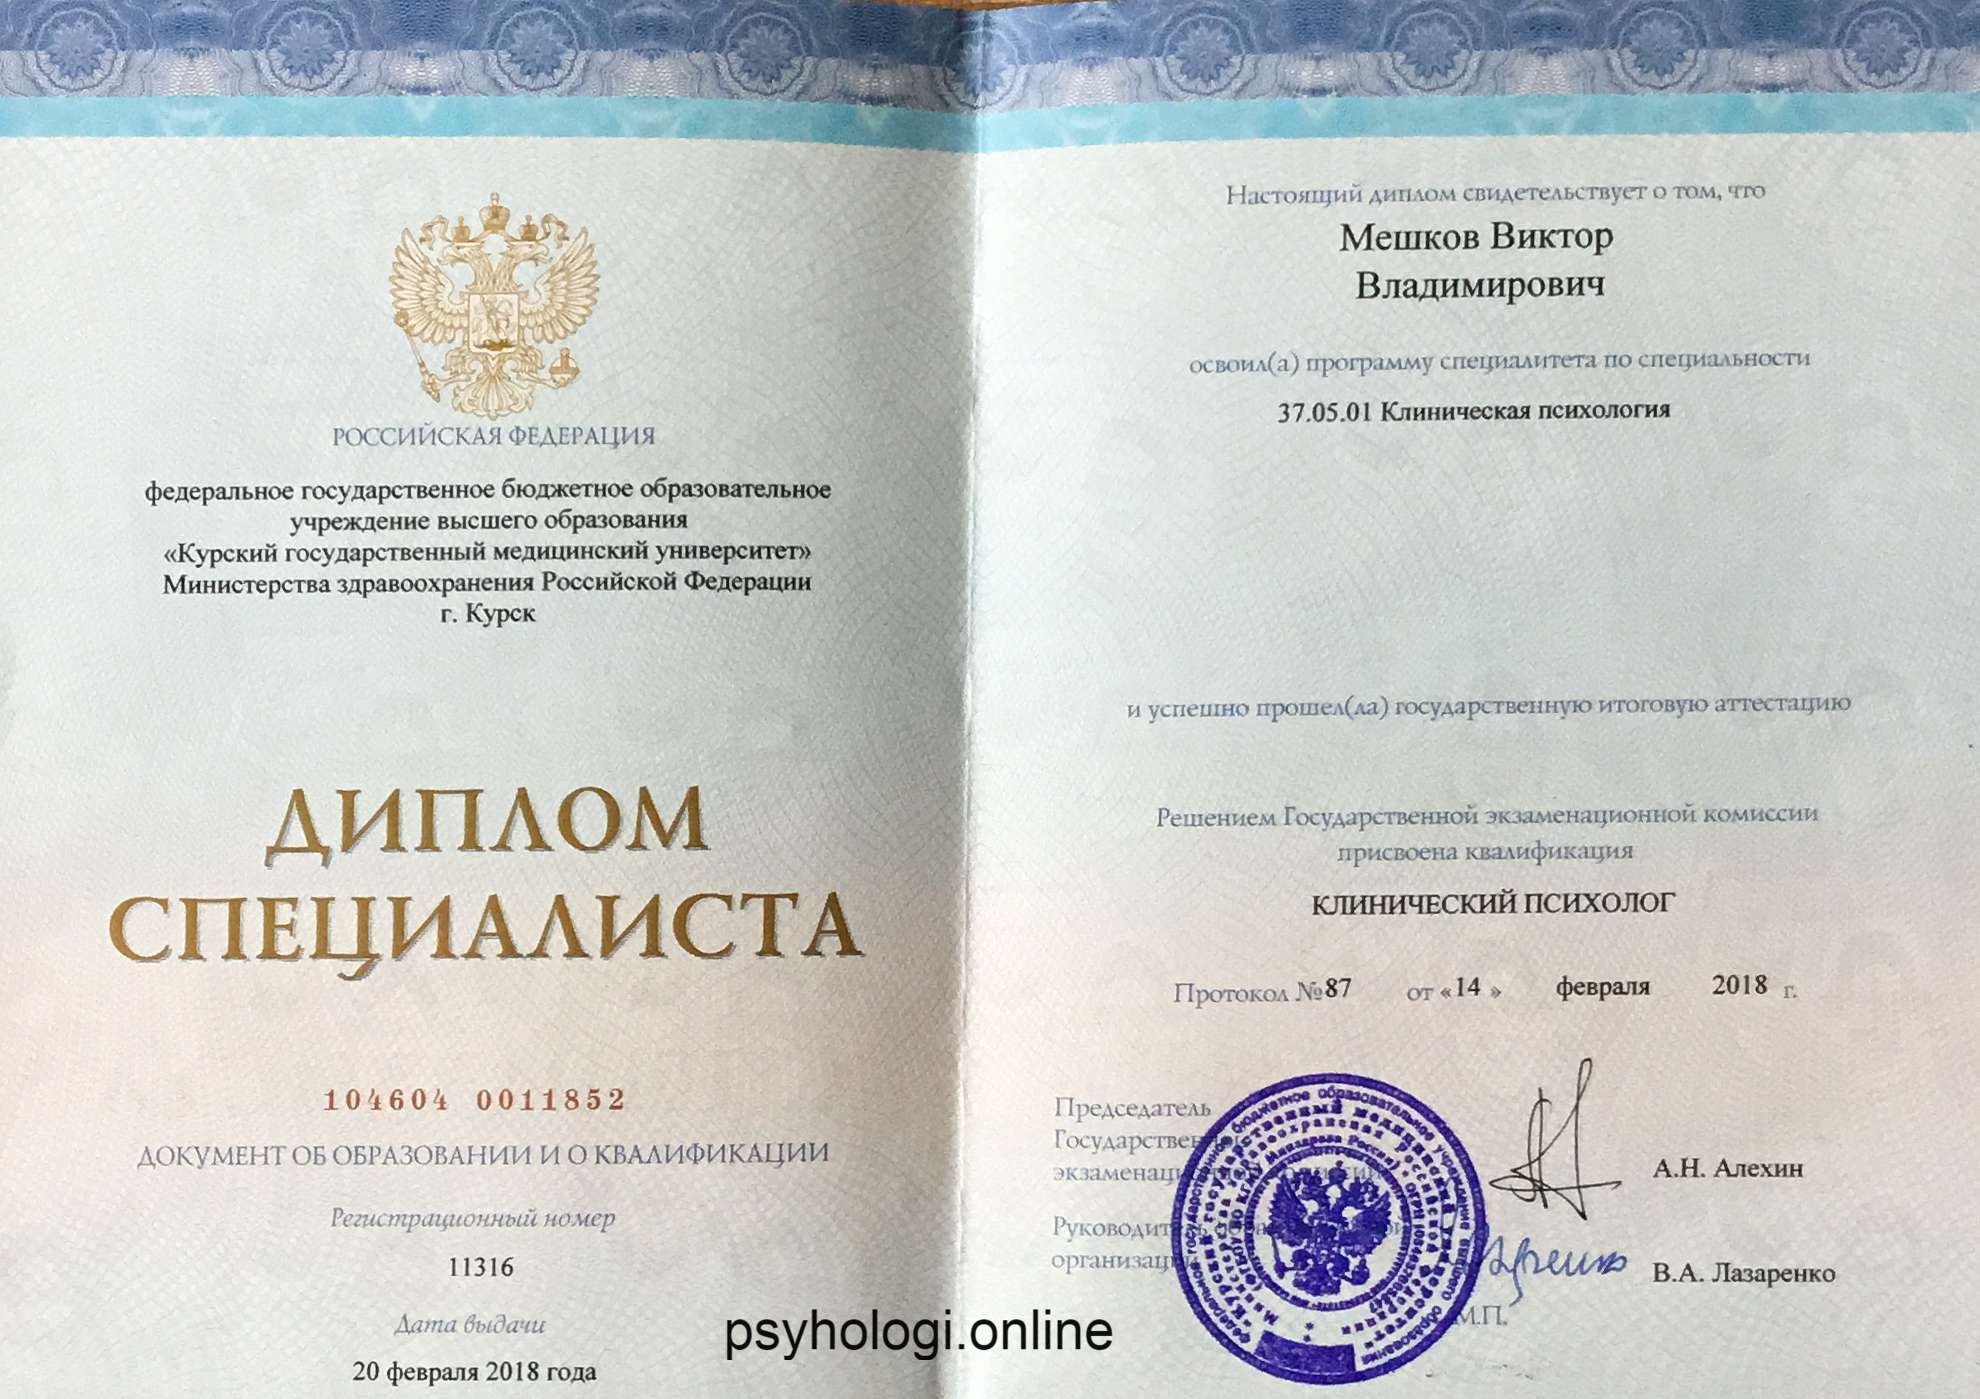 РОССИЙСКАЯ ФЕДЕРАЦИЯ
федеральное государственное бюджетное образовательное
учреждение высшего образования
«Курский государственный медицинский университет»
Министерства здравоохранения Российской Федерации
г. Курск
ДИПЛОМ
СПЕЦИАЛИСТА
104604 0011852
ДОКУМЕНТ ОБ ОБРАЗОВАНИИ И О КВАЛИФИКАЦИИ
Регистрационный номер
11316
Дата выдачи
20 февраля 2018 года
Настоящий диплом свидетельствует о том, что
Мешков Виктор
Владимирович
освоил(а) программу специалитета по специальности
37.05.01 Клиническая психология
и успешно прошел(ла) государственную итоговую аттестацию
Решением Государственной экзаменационной комиссии
присвоена квалификация
КЛИНИЧЕСКИЙ ПСИХОЛОГ
Протокол №87 от «14 » февраля 2018 г.
Председатель
А.Н. Алехин
В.А. Лазаренко
М.П.
psyhologi.online